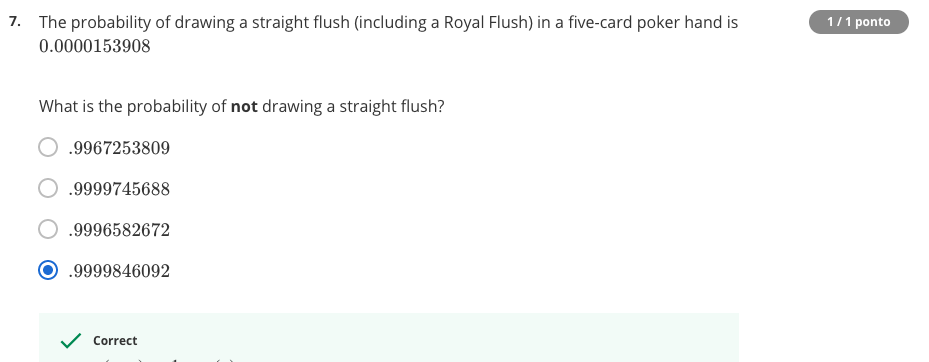 7. The probability of drawing a straight flush (including a Royal Flush) in a five-card poker hand is
0.0000153908
1 / 1 ponto
What is the probability of not drawing a straight flush?
.9967253809
.9999745688
.9996582672
.9999846092
Correct